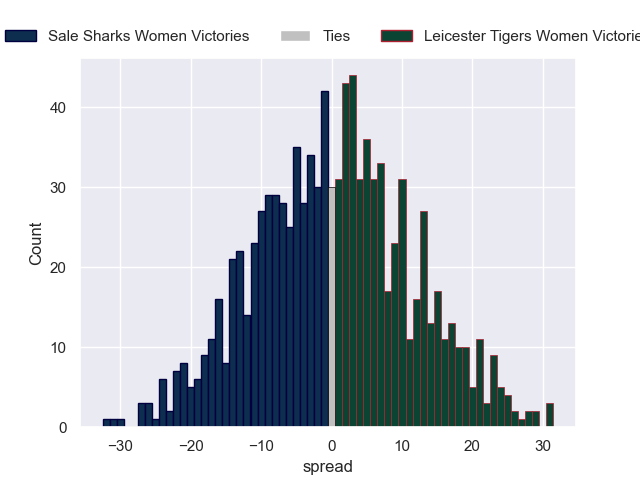 Sale Sharks Women Victories Ties Leicester Tigers Women Victorie
40
30
20
10
0
Count
−30 −20 −10 0 10 20 30
spread